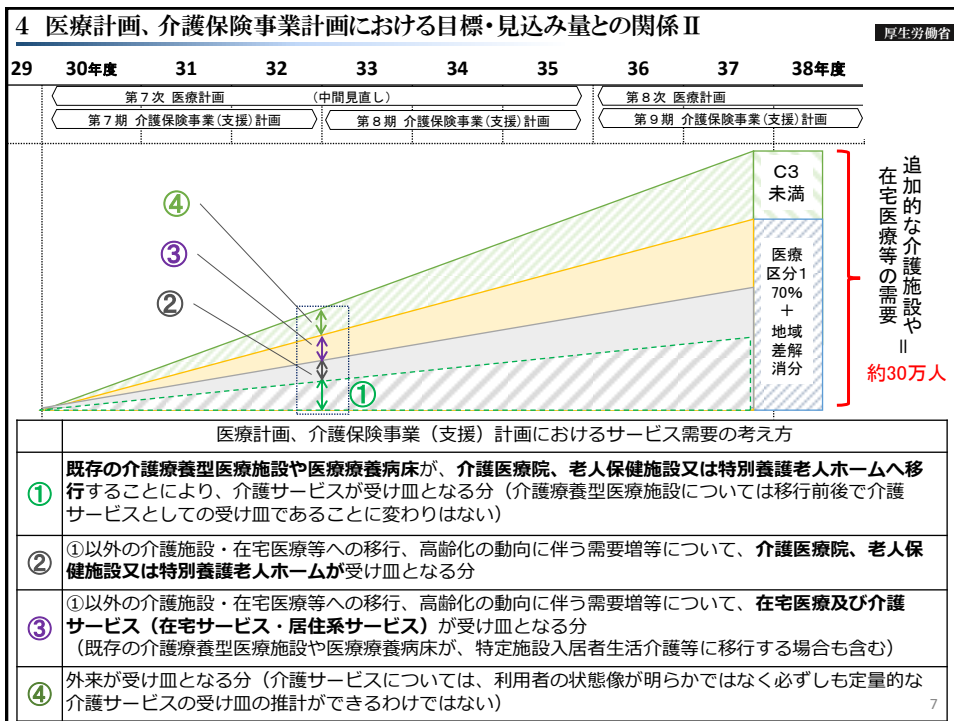 4 医療計画、介護保険事業計画における目標・見込み量との関係Ⅱ
厚生労働省
29 30年度 31 32 33 34 35 36 37 38年度
第7次 医療計画 (中間見直し)
第8次 医療計画
第7期 介護保険事業(支援)計画
第8期 介護保険事業(支援)計画
第9期 介護保険事業(支援)計画
④
③
②
①
C3
未満
医療
区分1
70%
+
地域
差解
消分
追加的な介護施設や
在宅医療等の需要
=
約30万人
医療計画、介護保険事業（支援）計画におけるサービス需要の考え方
①
既存の介護療養型医療施設や医療療養病床が、介護医療院、老人保健施設又は特別養護老人ホームへ移
行することにより、介護サービスが受け皿となる分（介護療養型医療施設については移行前後で介護
サービスとしての受け皿であることに変わりはない）
②
①以外の介護施設・在宅医療等への移行、高齢化の動向に伴う需要増等について、介護医療院、老人保
健施設又は特別養護老人ホームが受け皿となる分
③
①以外の介護施設・在宅医療等への移行、高齢化の動向に伴う需要増等について、在宅医療及び介護
サービス（在宅サービス・居住系サービス）が受け皿となる分
（既存の介護療養型医療施設や医療療養病床が、特定施設入居者生活介護等に移行する場合も含む）
④
外来が受け皿となる分（介護サービスについては、利用者の状態像が明らかではなく必ずしも定量的な
介護サービスの受け皿の推計ができるわけではない）
7